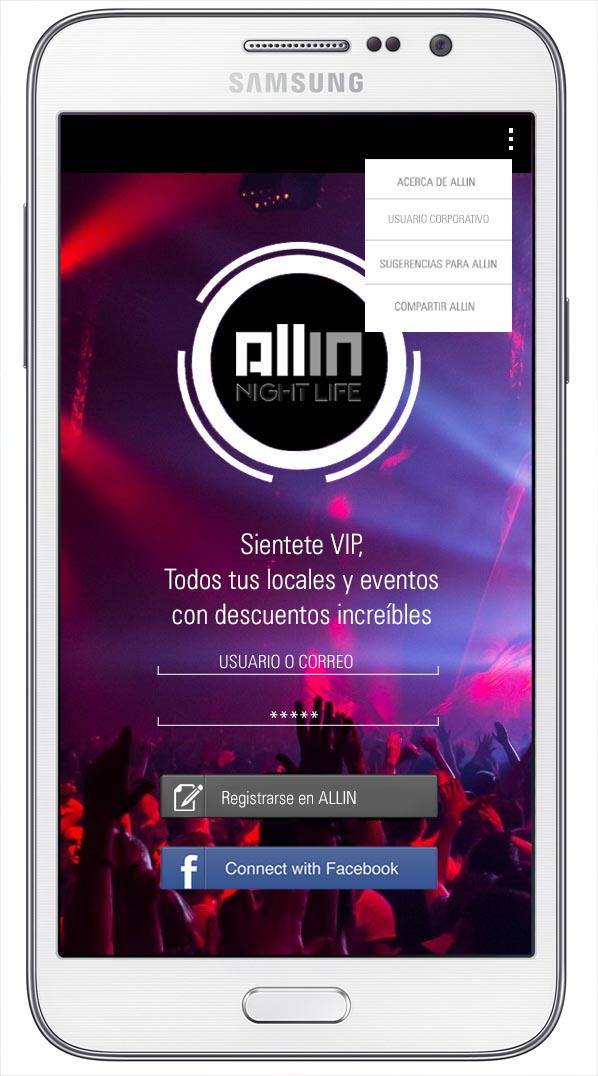 SAMSUNG
ACERCA DE ALLIN
USUARIO CORPORATIVO
SUGERENCIAS PARA ALLIN
COMPARTIR ALLIN
Allin
NIGHT LIFE
Sientete VIP,
Todos tus locales y eventos
con descuentos increíbles
USUARIO O CORREO
*****
Registrarse en ALLIN
f Connect with Facebook